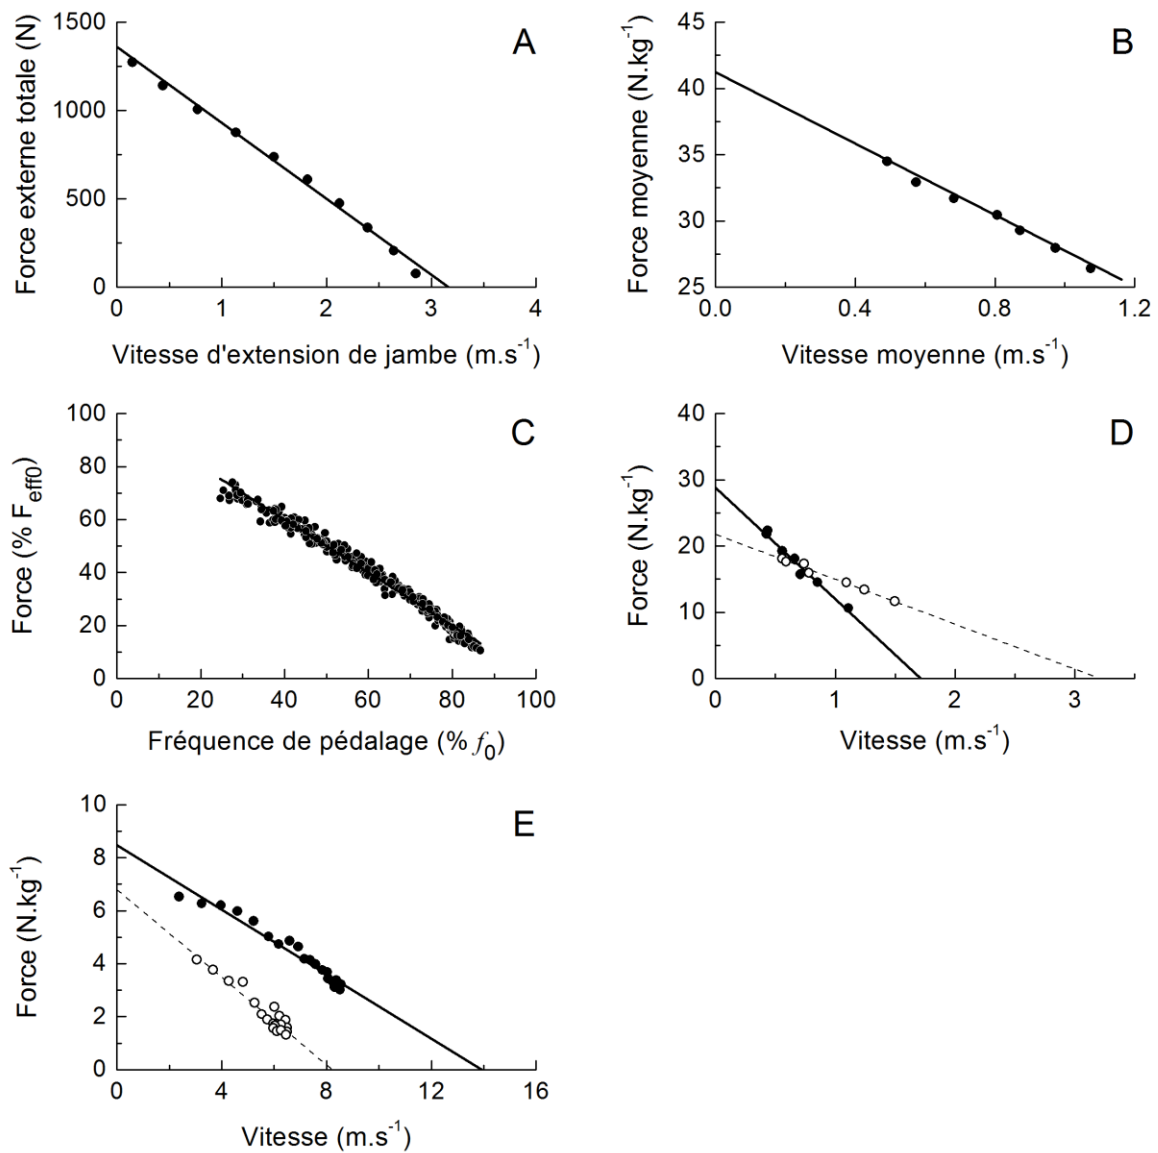 A
Force externe totale (N)
1500
1000
500
0
0 1 2 3 4
Vitesse d'extension de jambe (m.s⁻¹)
B
Force moyenne (N.kg⁻¹)
45
40
35
30
25
0.0 0.4 0.8 1.2
Vitesse moyenne (m.s⁻¹)
C
Force (% F_eff0)
100
80
60
40
20
0
0 20 40 60 80 100
Fréquence de pédalage (% f₀)
D
Force (N.kg⁻¹)
40
30
20
10
0
0 1 2 3
Vitesse (m.s⁻¹)
E
Force (N.kg⁻¹)
10
8
6
4
2
0
0 4 8 12 16
Vitesse (m.s⁻¹)